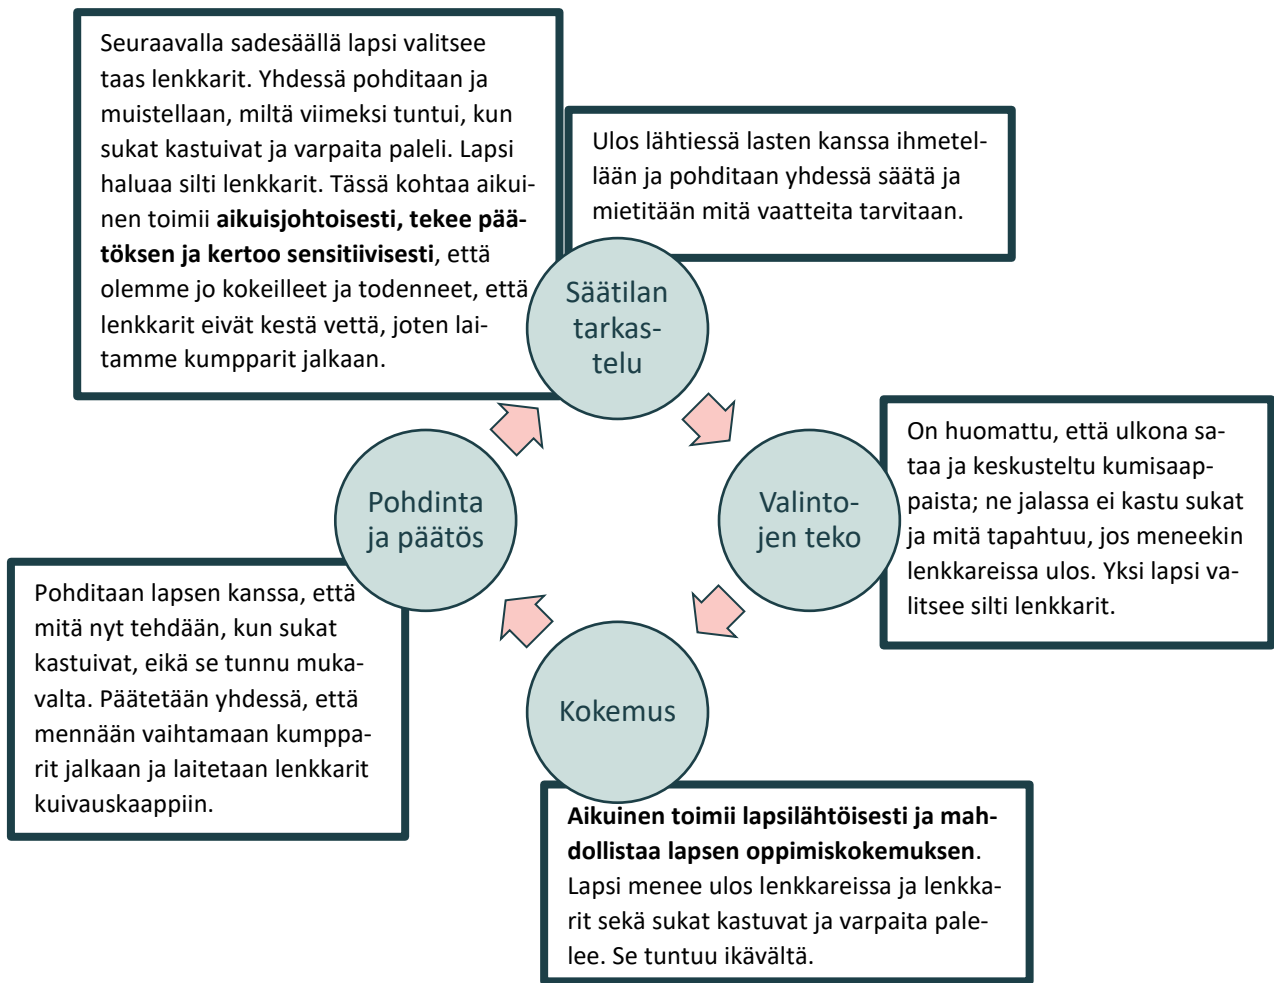 Seuraavalla sadesäällä lapsi valitsee
taas lenkkarit. Yhdessä pohditaan ja
muistellaan, miltä viimeksi tuntui, kun
sukat kastuivat ja varpaita paleli. Lapsi
haluaa silti lenkkarit. Tässä kohtaa aikui-
nen toimii aikuisjohtoisesti, tekee pää-
töksen ja kertoo sensitiivisesti, että
olemme jo kokeilleet ja todenneet, että
lenkkarit eivät kestä vettä, joten lai-
tamme kumpparit jalkaan.
Ulos lähtiessä lasten kanssa ihmetel-
lään ja pohditaan yhdessä säätä ja
mietitään mitä vaatteita tarvitaan.
Säätilan
tarkas-
telu
On huomattu, että ulkona sa-
taa ja keskusteltu kumisaap-
paista; ne jalassa ei kastu sukat
ja mitä tapahtuu, jos meneekin
lenkkareissa ulos. Yksi lapsi va-
litsee silti lenkkarit.
Valinto-
jen teko
Kokemus
Aikuinen toimii lapsilähtöisesti ja mah-
dollistaa lapsen oppimiskokemuksen.
Lapsi menee ulos lenkkareissa ja lenkka-
rit sekä sukat kastuvat ja varpaita pale-
lee. Se tuntuu ikävältä.
Pohdinta
ja päätös
Pohditaan lapsen kanssa, että
mitä nyt tehdään, kun sukat
kastuivat, eikä se tunnu muka-
valta. Päätetään yhdessä, että
mennään vaihtamaan kumppa-
rit jalkaan ja laitetaan lenkkarit
kuivauskaappiin.